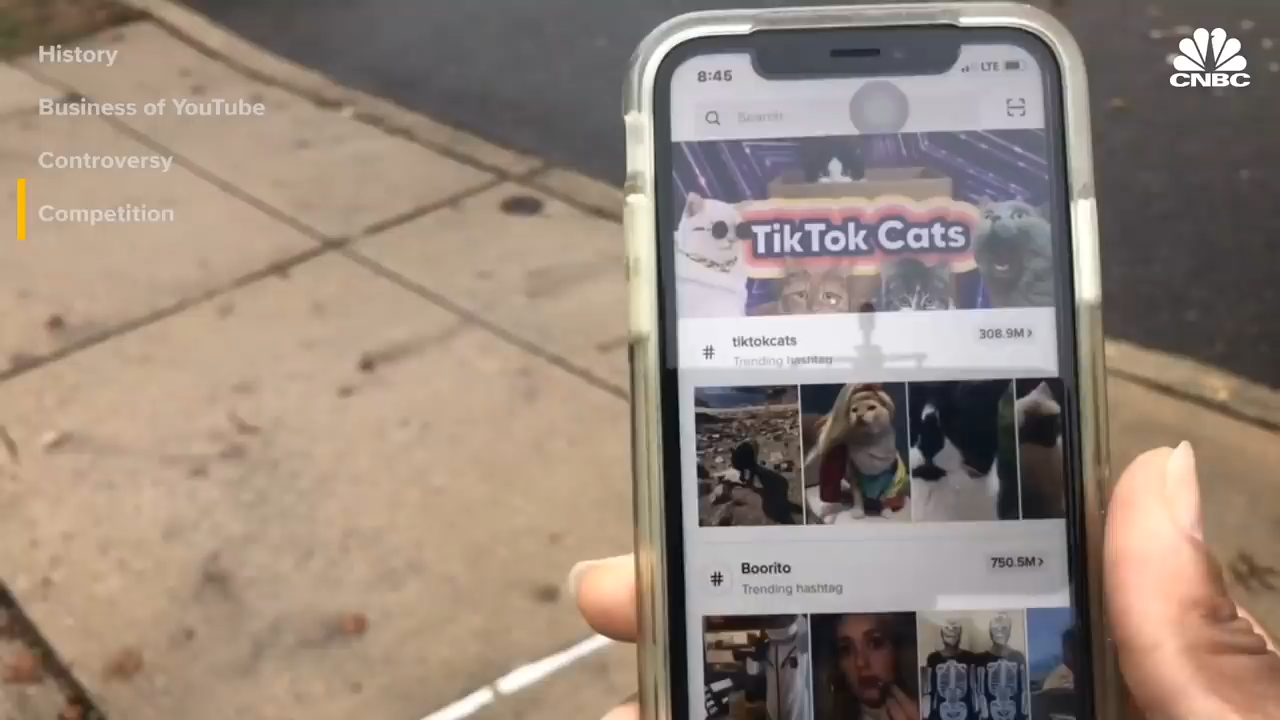 History
Business of YouTube
Controversy
Competition
CNBC
8:45
LTE
Search
TikTok Cats
# tiktokcats 308.9M›
Trending hashtag
# Boorito 750.5M›
Trending hashtag